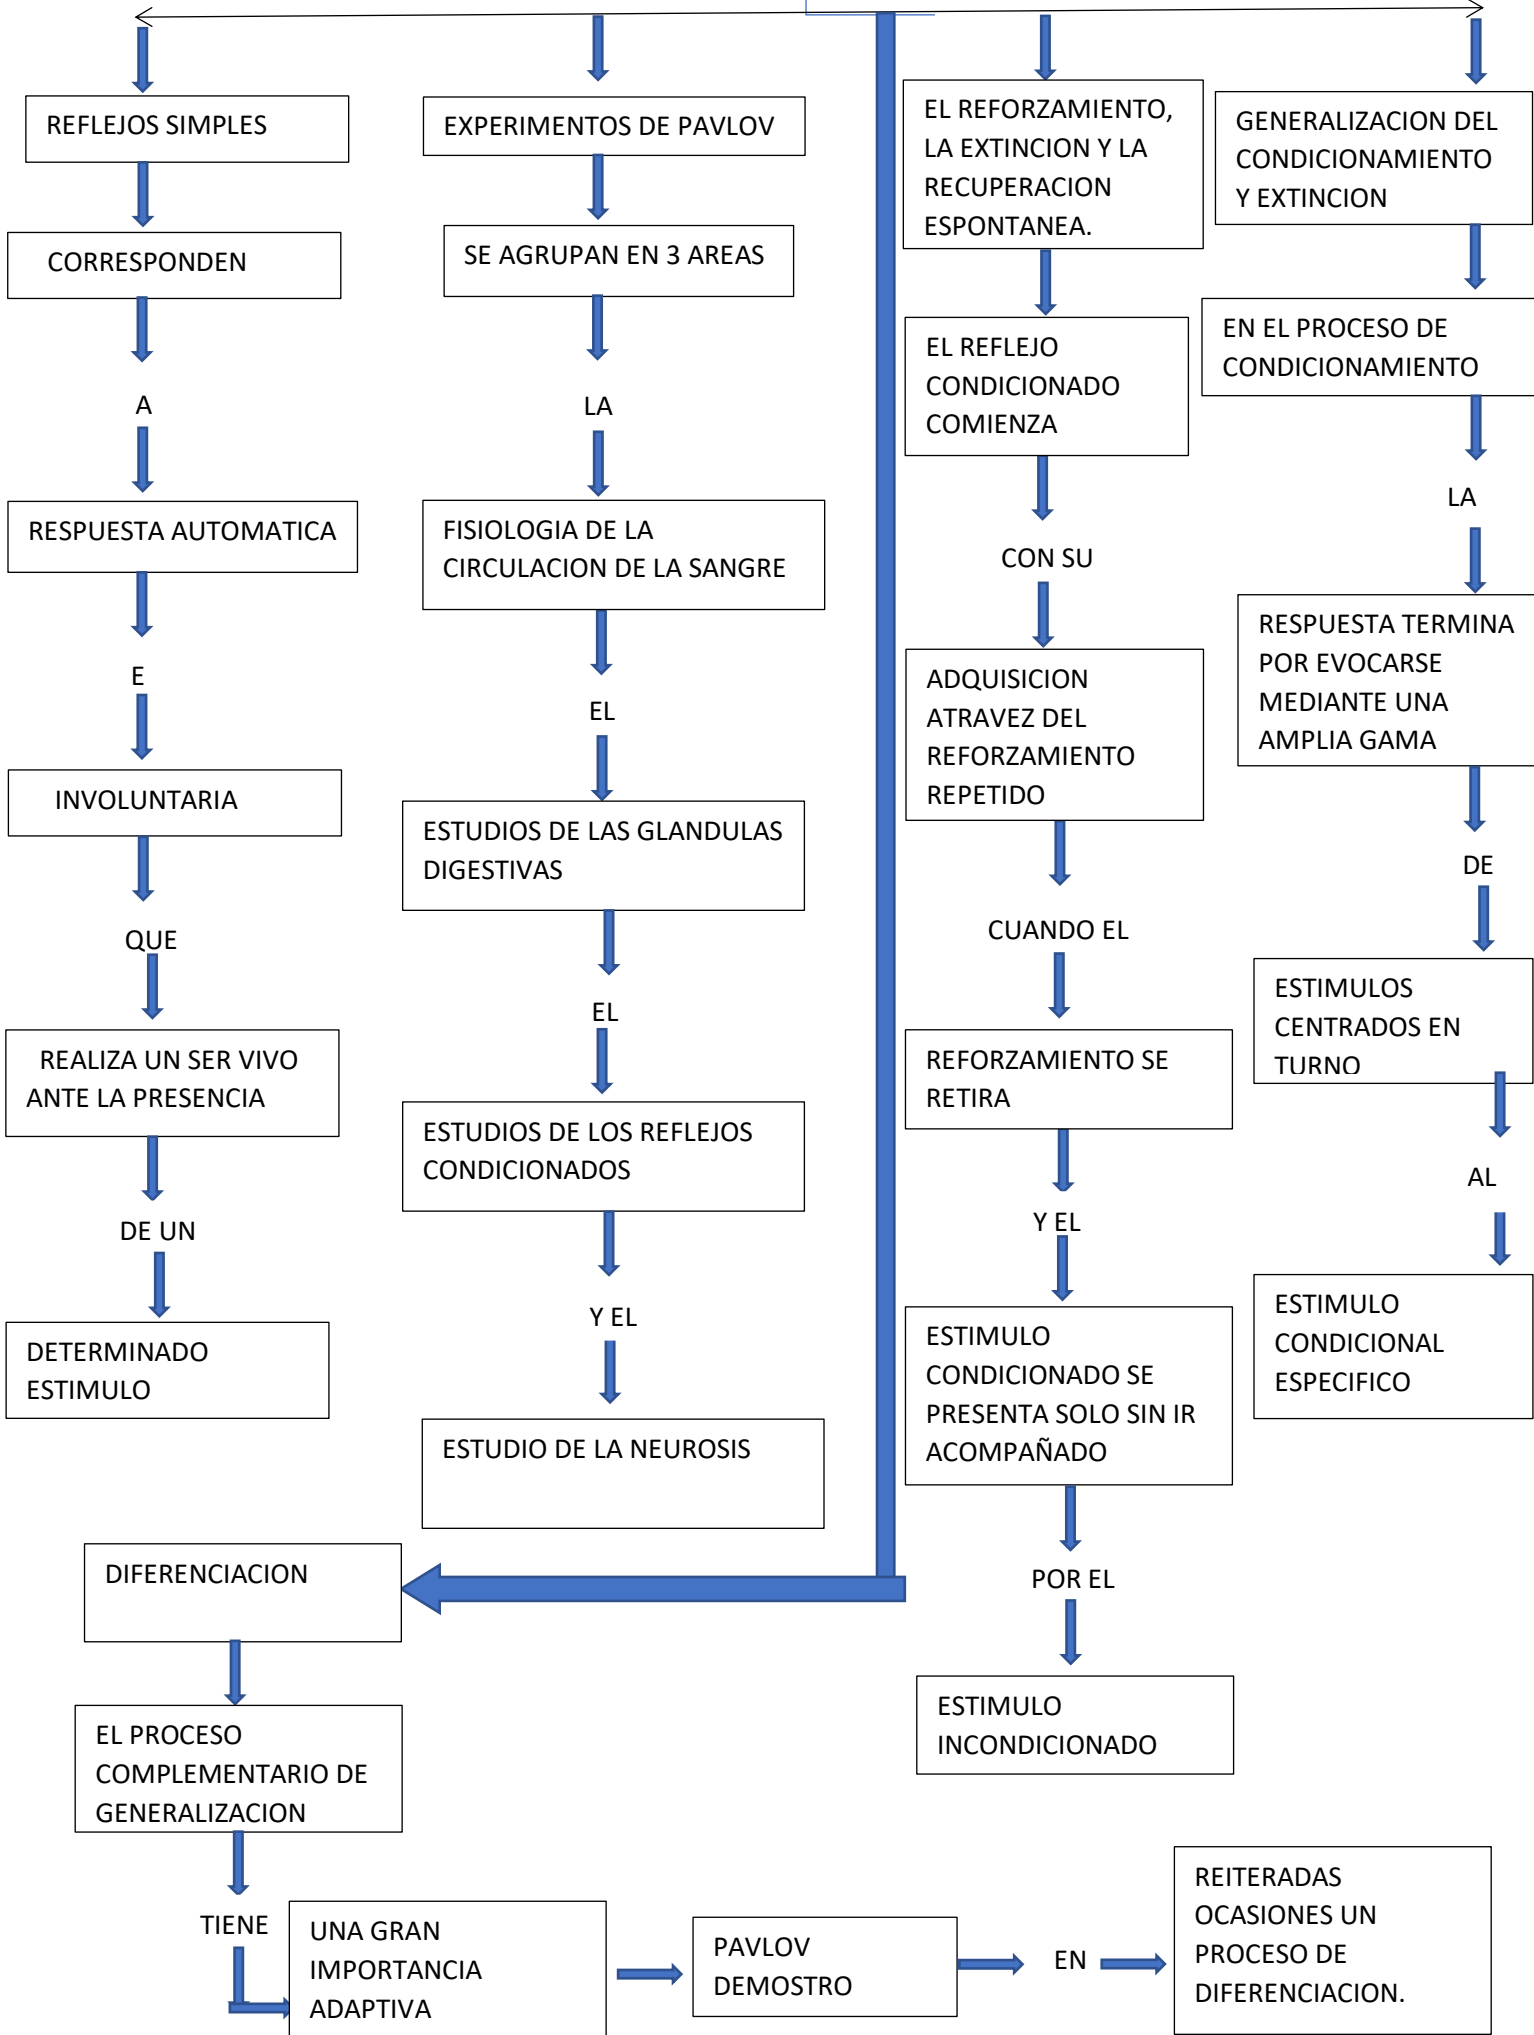 REFLEJOS SIMPLES
CORRESPONDEN
A
RESPUESTA AUTOMATICA
E
INVOLUNTARIA
QUE
REALIZA UN SER VIVO
ANTE LA PRESENCIA
DE UN
DETERMINADO
ESTIMULO
EXPERIMENTOS DE PAVLOV
SE AGRUPAN EN 3 AREAS
LA
FISIOLOGIA DE LA
CIRCULACION DE LA SANGRE
EL
ESTUDIOS DE LAS GLANDULAS
DIGESTIVAS
EL
ESTUDIOS DE LOS REFLEJOS
CONDICIONADOS
Y EL
ESTUDIO DE LA NEUROSIS
EL REFORZAMIENTO,
LA EXTINCION Y LA
RECUPERACION
ESPONTANEA.
EL REFLEJO
CONDICIONADO
COMIENZA
CON SU
ADQUISICION
ATRAVEZ DEL
REFORZAMIENTO
REPETIDO
CUANDO EL
REFORZAMIENTO SE
RETIRA
Y EL
ESTIMULO
CONDICIONADO SE
PRESENTA SOLO SIN IR
ACOMPAÑADO
POR EL
ESTIMULO
INCONDICIONADO
GENERALIZACION DEL
CONDICIONAMIENTO
Y EXTINCION
EN EL PROCESO DE
CONDICIONAMIENTO
LA
RESPUESTA TERMINA
POR EVOCARSE
MEDIANTE UNA
AMPLIA GAMA
DE
ESTIMULOS
CENTRADOS EN
TURNO
AL
ESTIMULO
CONDICIONAL
ESPECIFICO
DIFERENCIACION
EL PROCESO
COMPLEMENTARIO DE
GENERALIZACION
TIENE
UNA GRAN
IMPORTANCIA
ADAPTIVA
PAVLOV
DEMOSTRO
EN
REITERADAS
OCASIONES UN
PROCESO DE
DIFERENCIACION.